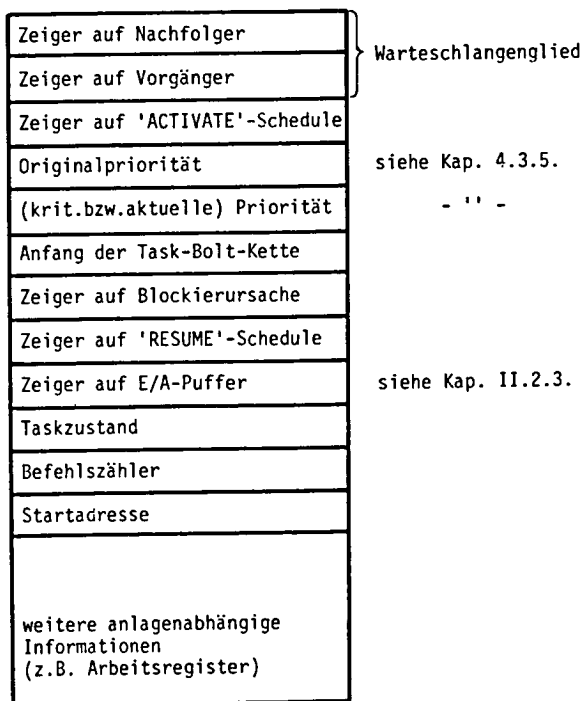 Zeiger auf Nachfolger
Zeiger auf Vorgänger
Warteschlangenglied
Zeiger auf 'ACTIVATE'-Schedule
Originalpriorität
siehe Kap. 4.3.5.
(krit.bzw.aktuelle) Priorität
- '' -
Anfang der Task-Bolt-Kette
Zeiger auf Blockierursache
Zeiger auf 'RESUME'-Schedule
Zeiger auf E/A-Puffer
siehe Kap. II.2.3.
Taskzustand
Befehlszähler
Startadresse
weitere anlagenabhängige
Informationen
(z.B. Arbeitsregister)